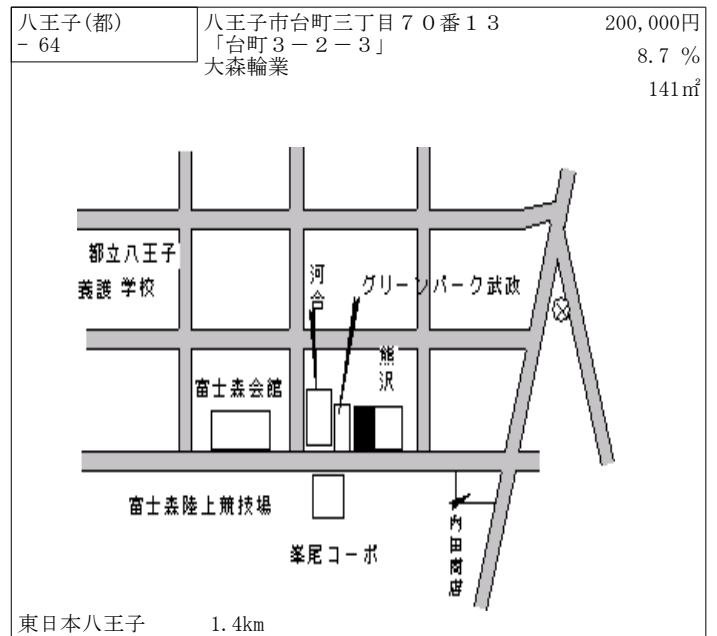 八王子(都)
- 64
八王子市台町三丁目７０番１３
「台町３－２－３」
大森輪業
200,000円
8.7 %
141㎡
都立八王子
養護 学校
河合
グリーンパーク武政
熊沢
富士森会館
富士森陸上競技場
峯尾コーポ
内田商店
東日本八王子 1.4km